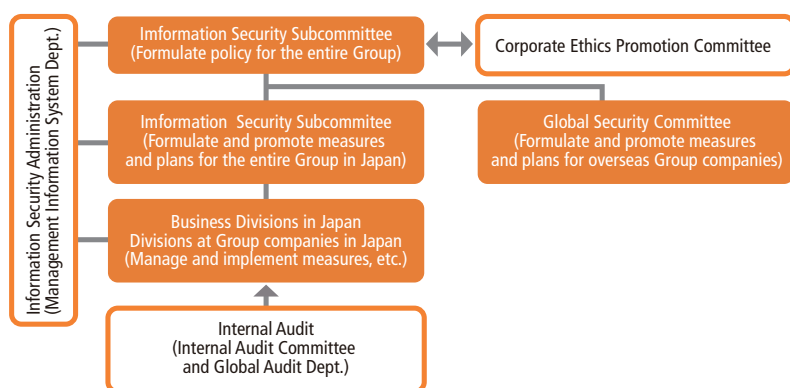 Information Security Administration
(Management Information System Dept.)
Imformation Security Subcommittee
(Formulate policy for the entire Group)
Corporate Ethics Promotion Committee
Imformation  Security Subcommitee
(Formulate and promote measures
and plans for the entire Group in Japan)
Global Security Committee
(Formulate and promote measures
and plans for overseas Group companies)
Business Divisions in Japan
Divisions at Group companies in Japan
(Manage and implement measures, etc.)
Internal Audit
(Internal Audit Committee
and Global Audit Dept.)